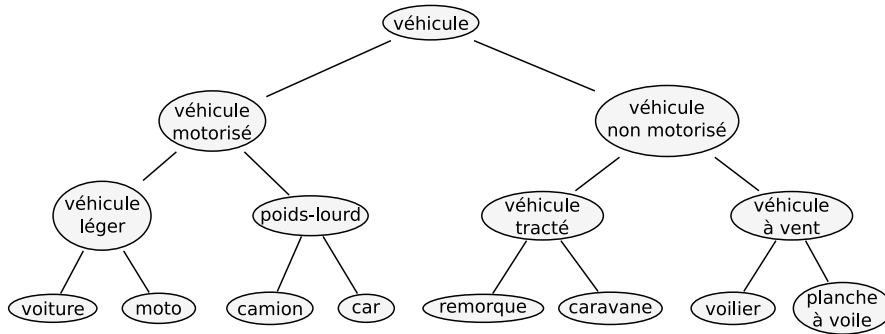 véhicule
véhicule
motorisé
véhicule
non motorisé
véhicule
léger
poids-lourd
véhicule
tracté
véhicule
à vent
voiture
moto
camion
car
remorque
caravane
voilier
planche
à voile